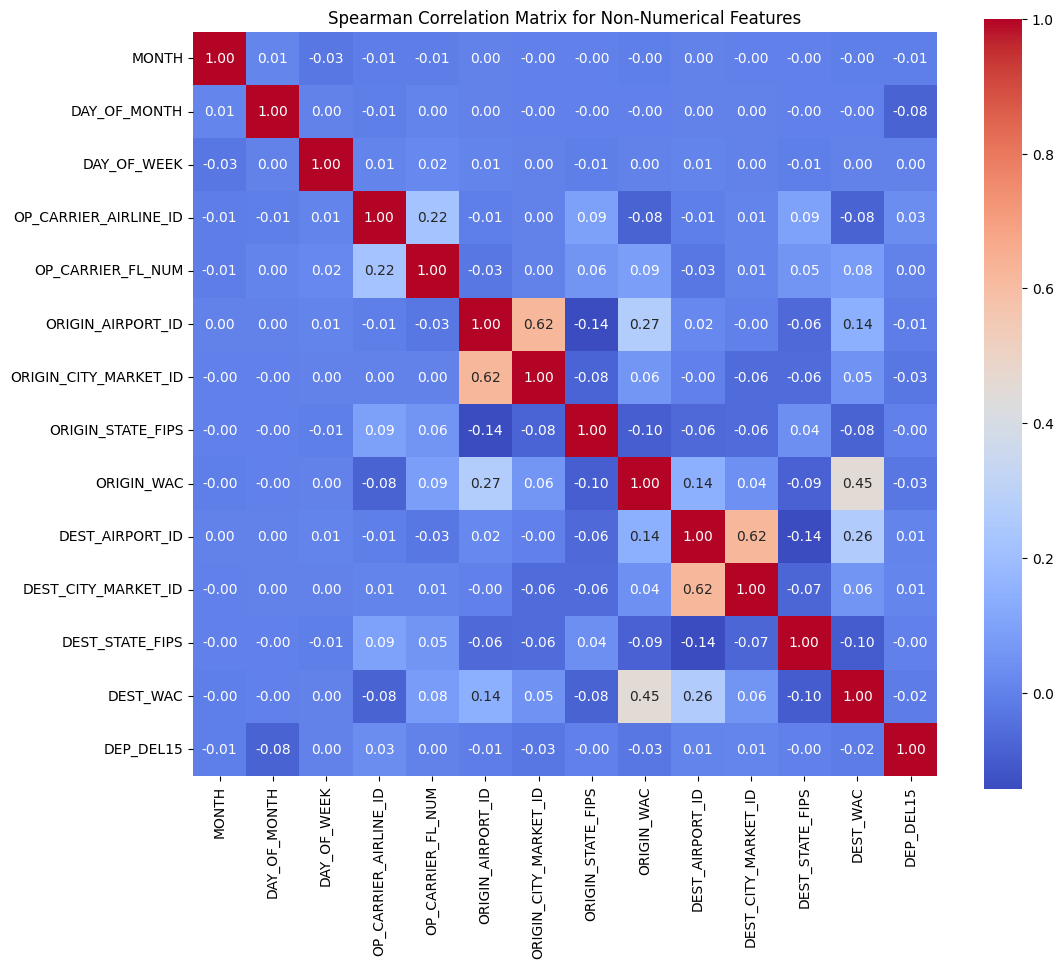 Spearman Correlation Matrix for Non-Numerical Features
MONTH 1.00 0.01 -0.03 -0.01 -0.01 0.00 -0.00 -0.00 -0.00 0.00 -0.00 -0.00 -0.00 -0.01
DAY_OF_MONTH 0.01 1.00 0.00 -0.01 0.00 0.00 -0.00 -0.00 -0.00 0.00 0.00 -0.00 -0.00 -0.08
DAY_OF_WEEK -0.03 0.00 1.00 0.01 0.02 0.01 0.00 -0.01 0.00 0.01 0.00 -0.01 0.00 0.00
OP_CARRIER_AIRLINE_ID -0.01 -0.01 0.01 1.00 0.22 -0.01 0.00 0.09 -0.08 -0.01 0.01 0.09 -0.08 0.03
OP_CARRIER_FL_NUM -0.01 0.00 0.02 0.22 1.00 -0.03 0.00 0.06 0.09 -0.03 0.01 0.05 0.08 0.00
ORIGIN_AIRPORT_ID 0.00 0.00 0.01 -0.01 -0.03 1.00 0.62 -0.14 0.27 0.02 -0.00 -0.06 0.14 -0.01
ORIGIN_CITY_MARKET_ID -0.00 -0.00 0.00 0.00 0.00 0.62 1.00 -0.08 0.06 -0.00 -0.06 -0.06 0.05 -0.03
ORIGIN_STATE_FIPS -0.00 -0.00 -0.01 0.09 0.06 -0.14 -0.08 1.00 -0.10 -0.06 -0.06 0.04 -0.08 -0.00
ORIGIN_WAC -0.00 -0.00 0.00 -0.08 0.09 0.27 0.06 -0.10 1.00 0.14 0.04 -0.09 0.45 -0.03
DEST_AIRPORT_ID 0.00 0.00 0.01 -0.01 -0.03 0.02 -0.00 -0.06 0.14 1.00 0.62 -0.14 0.26 0.01
DEST_CITY_MARKET_ID -0.00 0.00 0.00 0.01 0.01 -0.00 -0.06 -0.06 0.04 0.62 1.00 -0.07 0.06 0.01
DEST_STATE_FIPS -0.00 -0.00 -0.01 0.09 0.05 -0.06 -0.06 0.04 -0.09 -0.14 -0.07 1.00 -0.10 -0.00
DEST_WAC -0.00 -0.00 0.00 -0.08 0.08 0.14 0.05 -0.08 0.45 0.26 0.06 -0.10 1.00 -0.02
DEP_DEL15 -0.01 -0.08 0.00 0.03 0.00 -0.01 -0.03 -0.00 -0.03 0.01 0.01 -0.00 -0.02 1.00
MONTH
DAY_OF_MONTH
DAY_OF_WEEK
OP_CARRIER_AIRLINE_ID
OP_CARRIER_FL_NUM
ORIGIN_AIRPORT_ID
ORIGIN_CITY_MARKET_ID
ORIGIN_STATE_FIPS
ORIGIN_WAC
DEST_AIRPORT_ID
DEST_CITY_MARKET_ID
DEST_STATE_FIPS
DEST_WAC
DEP_DEL15
1.0
0.8
0.6
0.4
0.2
0.0